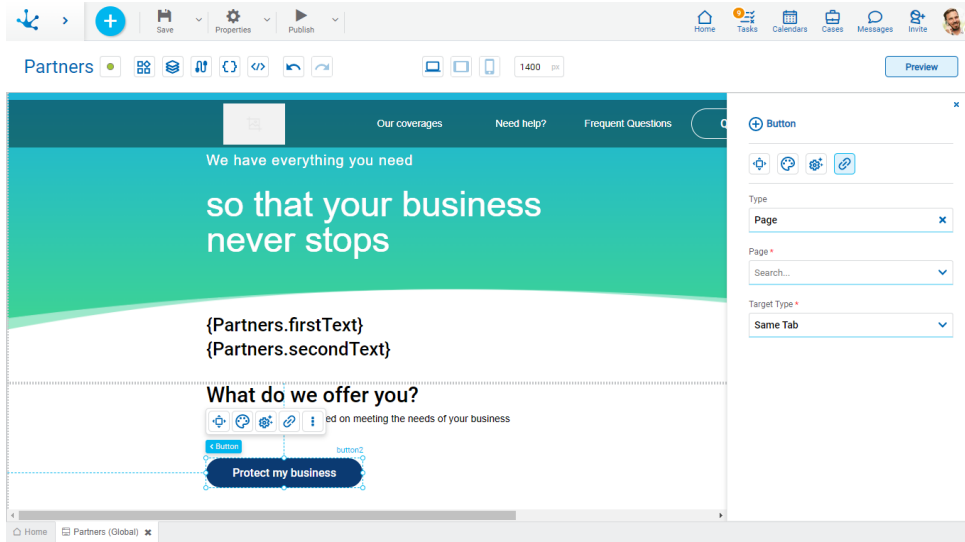 Save
Properties
Publish
Home
9
Tasks
Calendars
Cases
Messages
Invite
Partners
1400 px
Preview
Our coverages
Need help?
Frequent Questions
Q
We have everything you need
so that your business
never stops
{Partners.firstText}
{Partners.secondText}
What do we offer you?
ed on meeting the needs of your business
Button
button2
Protect my business
Button
Type
Page
Page *
Search...
Target Type *
Same Tab
Home
Partners (Global)